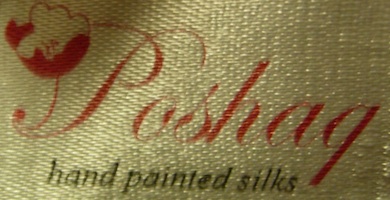 Poshaq
hand painted silks